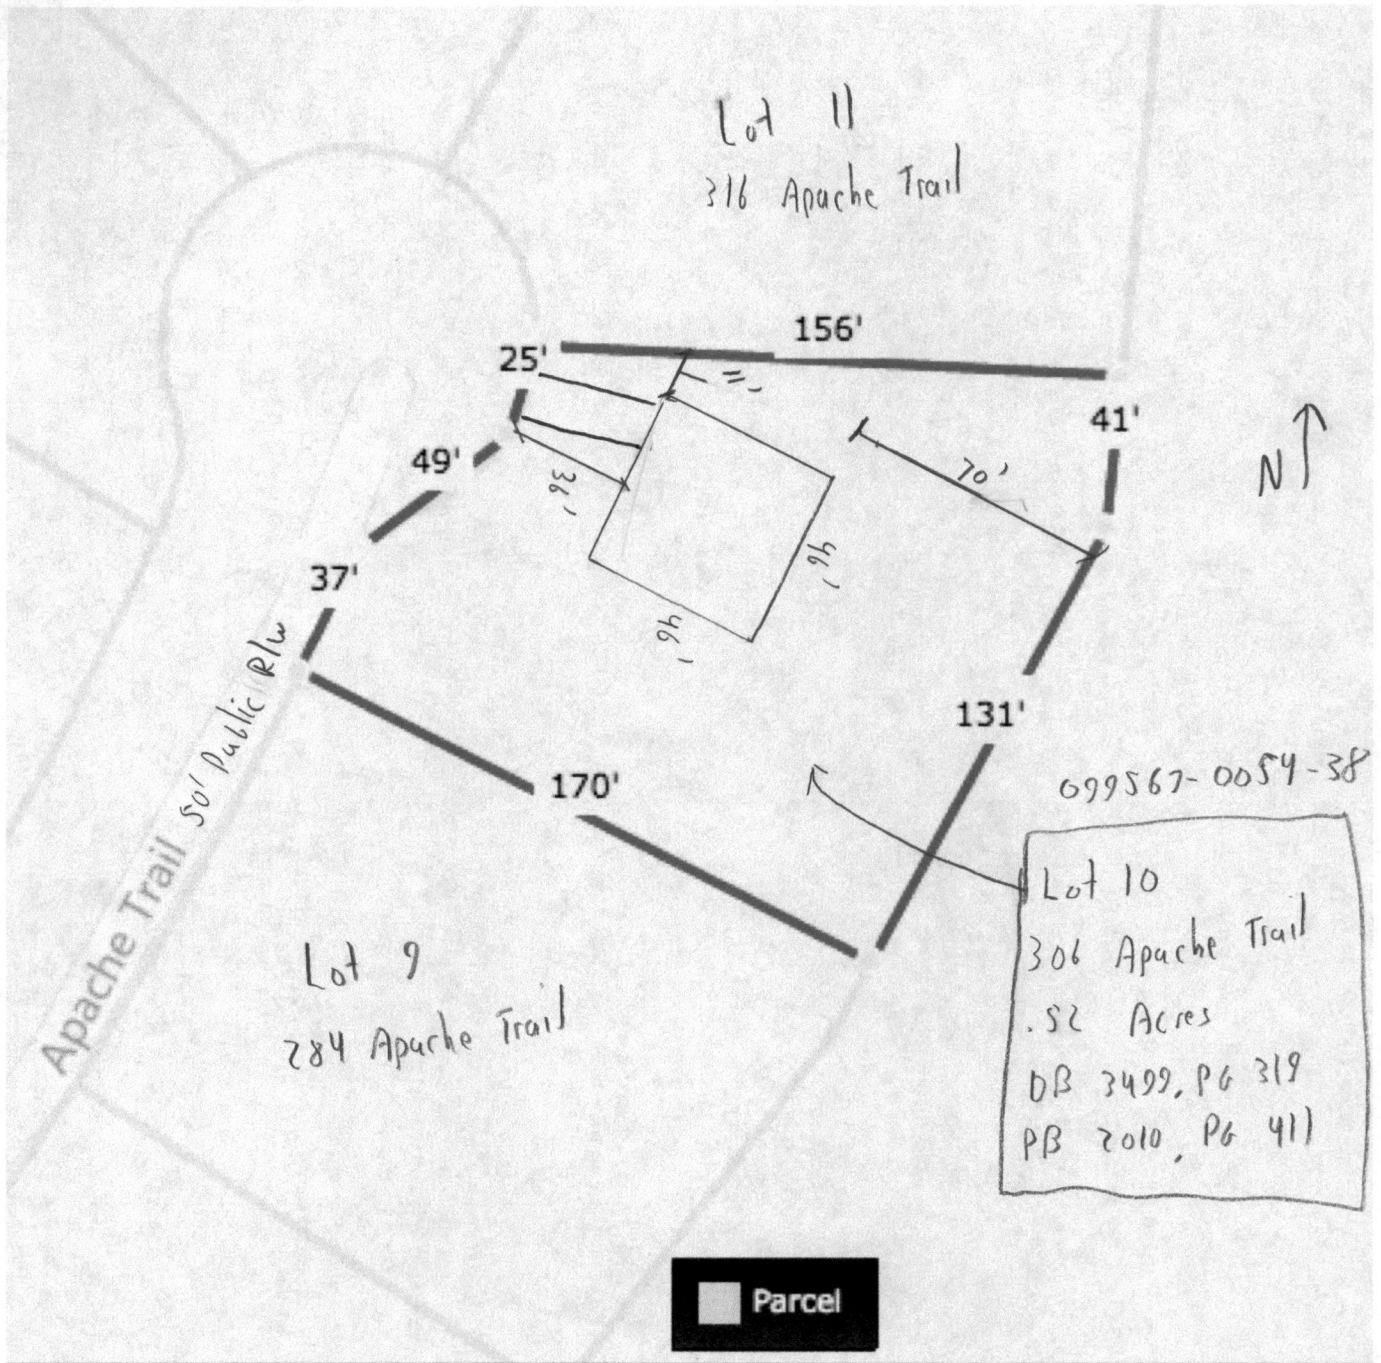 Lot 11
316 Apache Trail
156'
25'
11'
41'
49'
36'
70'
N
46'
37'
46'
50' Public R/W
131'
170'
099567-0054-38
Apache Trail
Lot 10
306 Apache Trail
.52 Acres
DB 3499, PG 319
PB 2010, PG 411
Lot 9
284 Apache Trail
Parcel